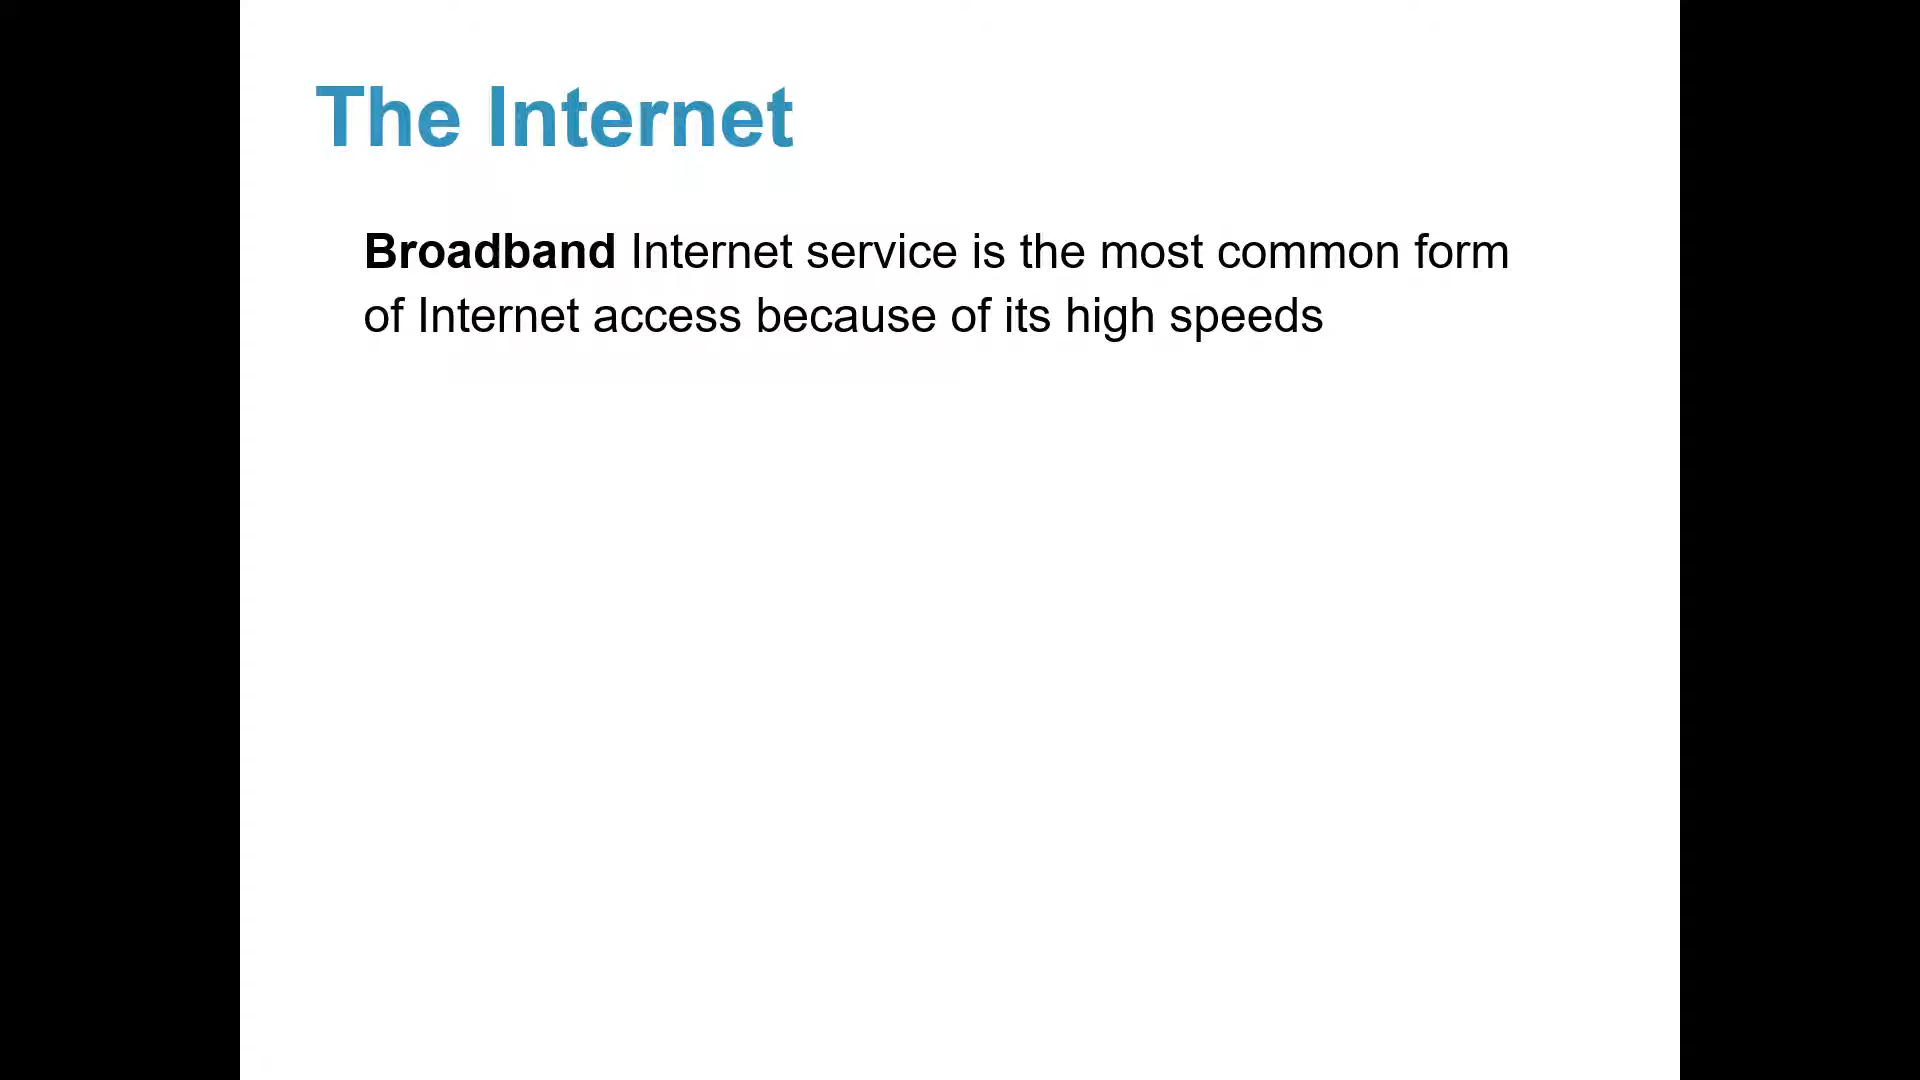 The Internet
Broadband Internet service is the most common form
of Internet access because of its high speeds